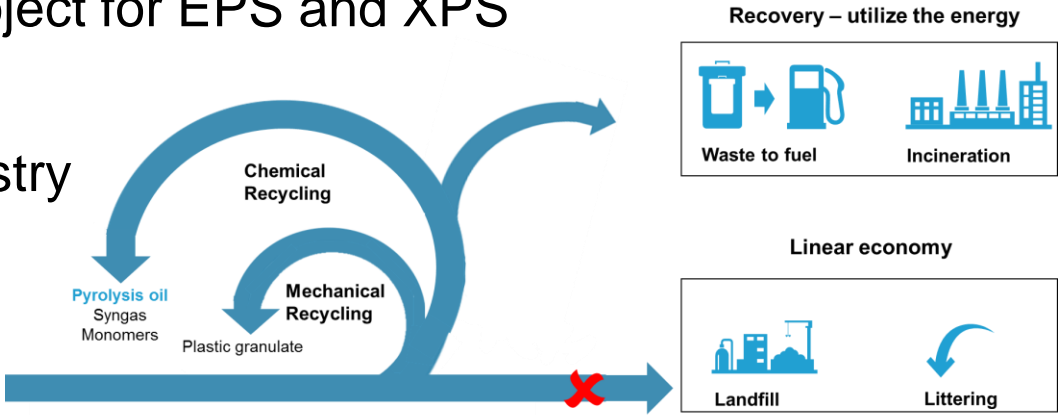 oject for EPS and XPS
stry
Chemical
Recycling
Pyrolysis oil
Syngas
Monomers
Mechanical
Recycling
Plastic granulate
Recovery – utilize the energy
Waste to fuel
Incineration
Linear economy
Landfill
Littering